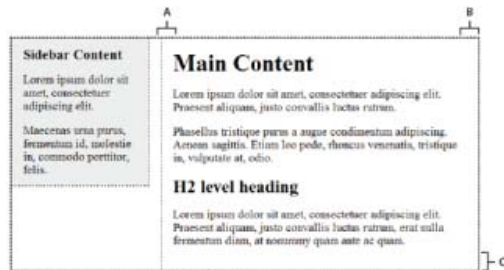 A
B
Sidebar Content
Lorem ipsum dolor sit
amet, consectetuer
adipiscing elit.
Maecenas urna purus,
fermentum id, molestie
in, commodo porttitor,
felis.
Main Content
Lorem ipsum dolor sit amet, consectetuer adipiscing elit.
Praesent aliquam, justo convallis luctus rutrum.
Phasellus tristique purus a augue condimentum adipiscing.
Aenean sagittis. Etiam leo pede, rhoncus venenatis, tristique
in, vulputate at, odio.
H2 level heading
Lorem ipsum dolor sit amet, consectetuer adipiscing elit.
Praesent aliquam, justo convallis luctus rutrum, erat nulla
fermentum diam, at nonummy quam ante ac quam.
C